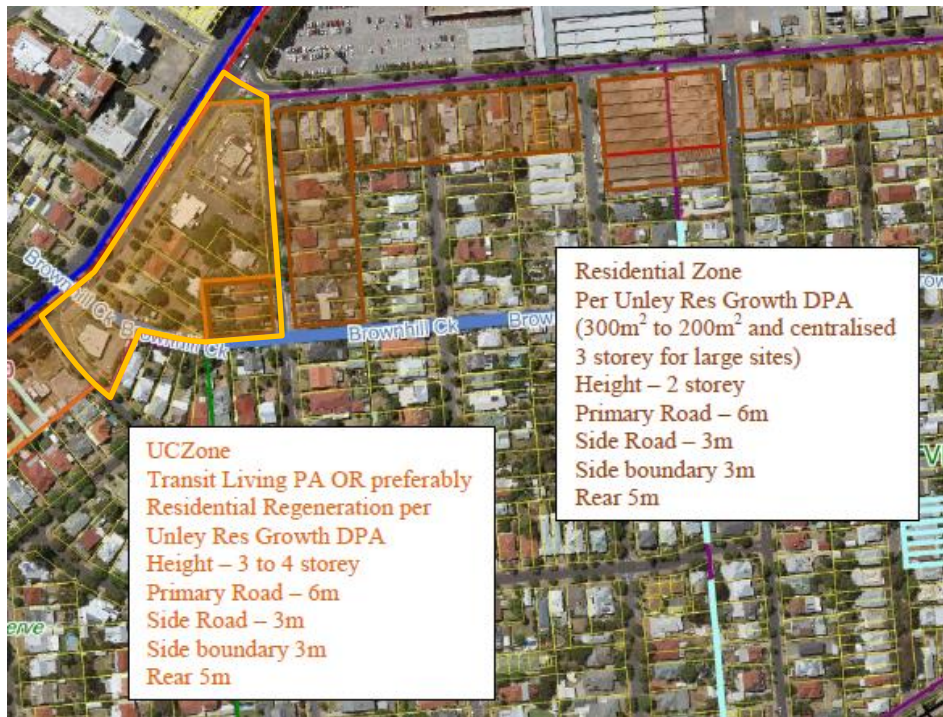 Brownhill Ck
Brownhill Ck
Brownhill Ck
Brow
row
Residential Zone
Per Unley Res Growth DPA
(300m² to 200m² and centralised
3 storey for large sites)
Height – 2 storey
Primary Road – 6m
Side Road – 3m
Side boundary 3m
Rear 5m
UCZone
Transit Living PA OR preferably
Residential Regeneration per
Unley Res Growth DPA
Height – 3 to 4 storey
Primary Road – 6m
Side Road – 3m
Side boundary 3m
Rear 5m
erve